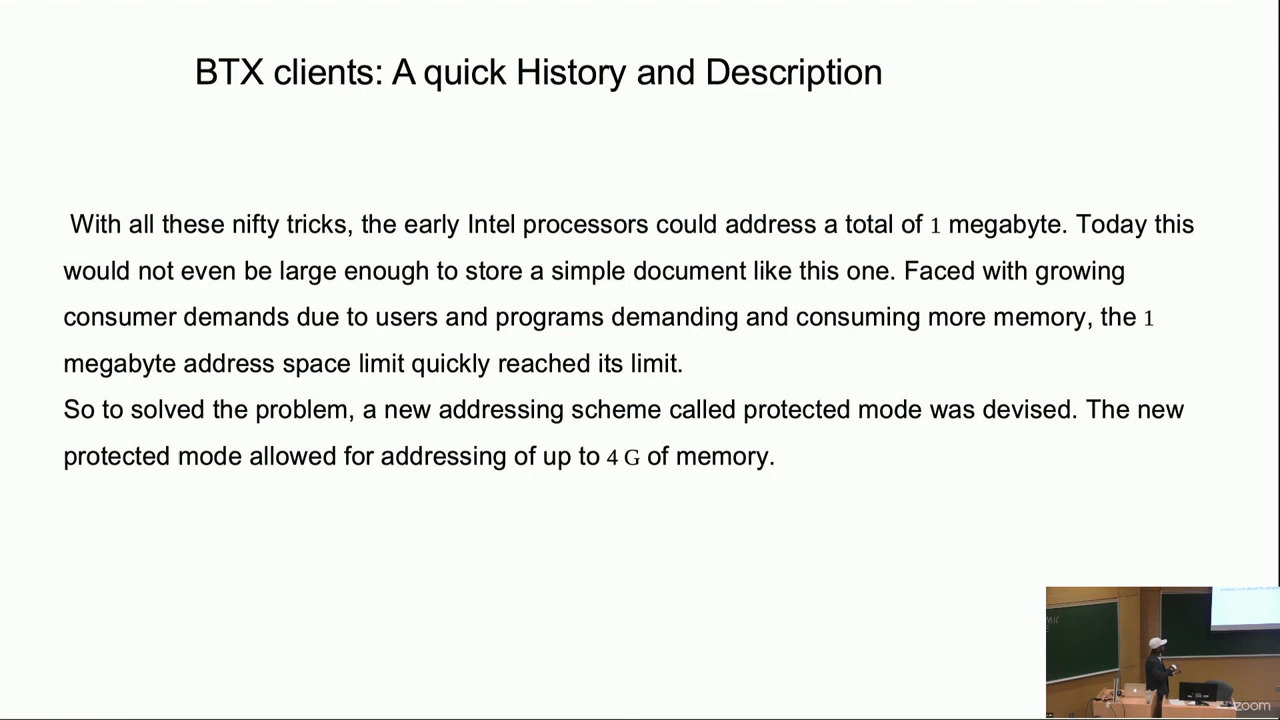 BTX clients: A quick History and Description
With all these nifty tricks, the early Intel processors could address a total of 1 megabyte. Today this
would not even be large enough to store a simple document like this one. Faced with growing
consumer demands due to users and programs demanding and consuming more memory, the 1
megabyte address space limit quickly reached its limit.
So to solved the problem, a new addressing scheme called protected mode was devised. The new
protected mode allowed for addressing of up to 4 G of memory.
zoom